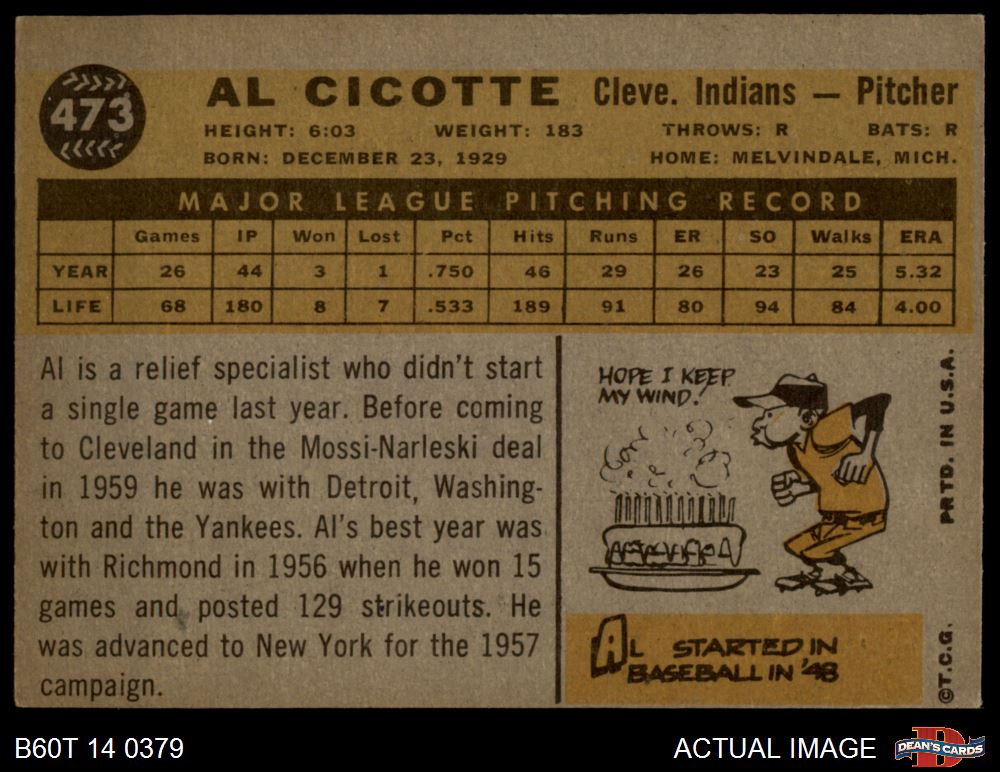 473
AL CICOTTE Cleve. Indians — Pitcher
HEIGHT: 6:03 WEIGHT: 183 THROWS: R BATS: R
BORN: DECEMBER 23, 1929 HOME: MELVINDALE, MICH.
MAJOR LEAGUE PITCHING RECORD
Games IP Won Lost Pct Hits Runs ER SO Walks ERA
YEAR 26 44 3 1 .750 46 29 26 23 25 5.32
LIFE 68 180 8 7 .533 189 91 80 94 84 4.00
Al is a relief specialist who didn't start
a single game last year. Before coming
to Cleveland in the Mossi-Narleski deal
in 1959 he was with Detroit, Washing-
ton and the Yankees. Al's best year was
with Richmond in 1956 when he won 15
games and posted 129 strikeouts. He
was advanced to New York for the 1957
campaign.
HOPE I KEEP
MY WIND!
AL STARTED IN
BASEBALL IN '48
PRTD. IN U.S.A.
©T.C.G.
B60T 14 0379
ACTUAL IMAGE
D
DEAN'S CARDS